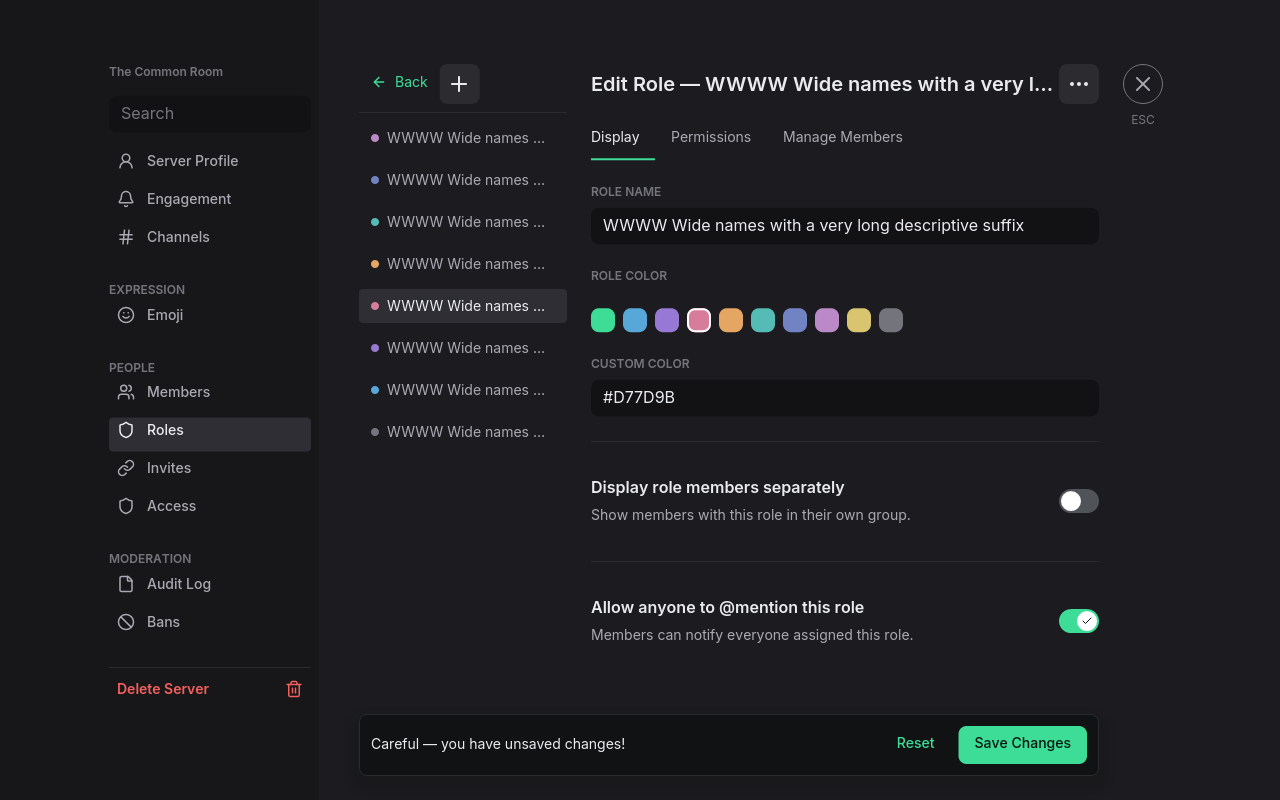 The Common Room
Search
Server Profile
Engagement
Channels
EXPRESSION
Emoji
PEOPLE
Members
Roles
Invites
Access
MODERATION
Audit Log
Bans
Delete Server
Back
WWWW Wide names ...
WWWW Wide names ...
WWWW Wide names ...
WWWW Wide names ...
WWWW Wide names ...
WWWW Wide names ...
WWWW Wide names ...
WWWW Wide names ...
Edit Role — WWWW Wide names with a very l...
ESC
Display Permissions Manage Members
ROLE NAME
WWWW Wide names with a very long descriptive suffix
ROLE COLOR
CUSTOM COLOR
#D77D9B
Display role members separately
Show members with this role in their own group.
Allow anyone to @mention this role
Members can notify everyone assigned this role.
Careful — you have unsaved changes! Reset Save Changes